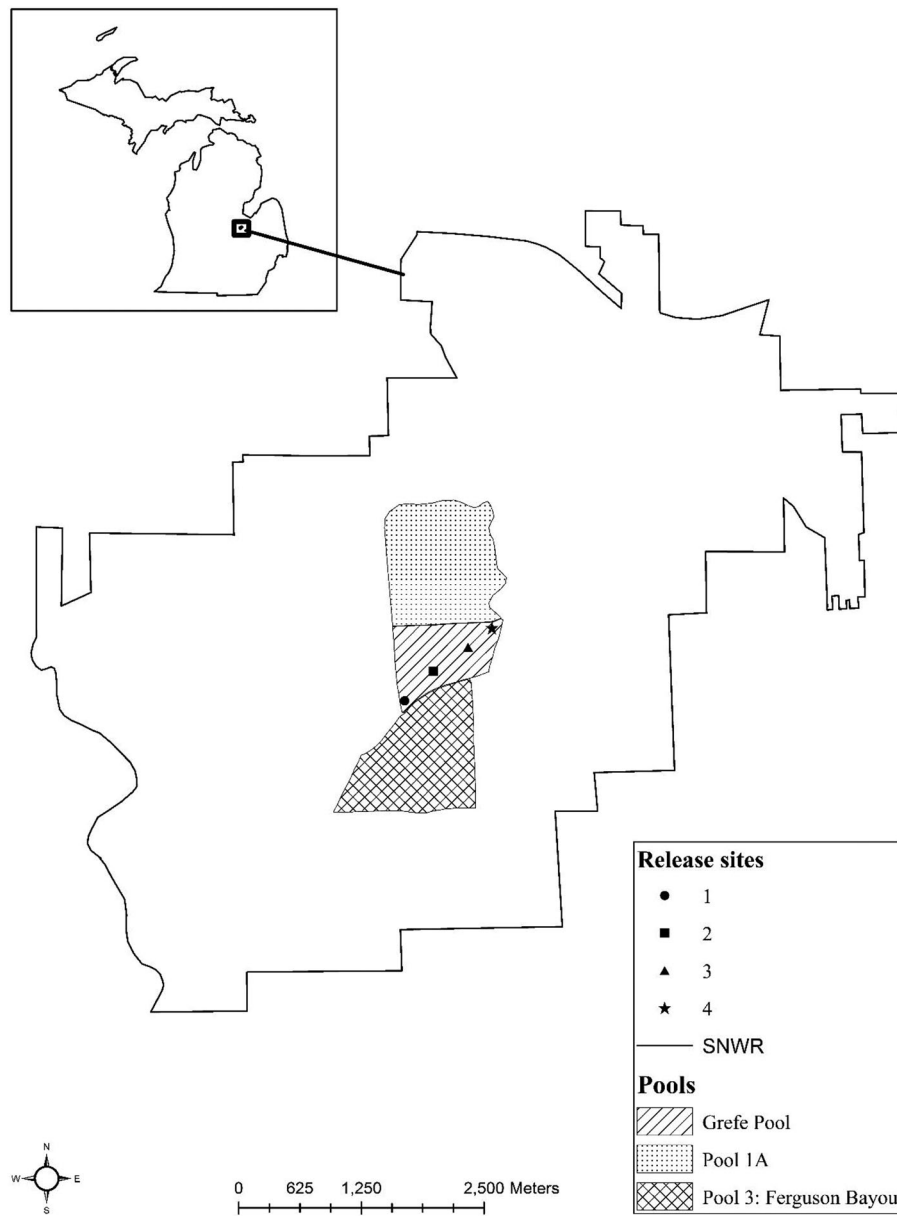 Release sites
1
2
3
4
SNWR
Pools
Grefe Pool
Pool 1A
Pool 3: Ferguson Bayou
N
W E
S
0 625 1,250 2,500 Meters